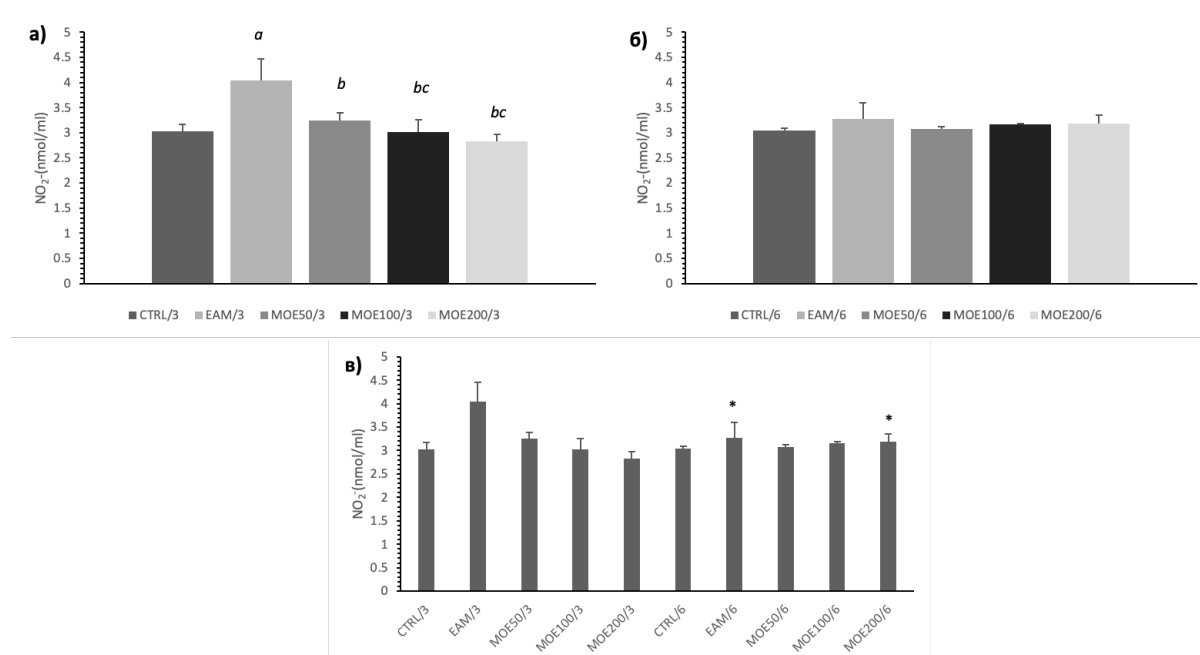 а)
NO₂-(nmol/ml)
5
4.5
4
3.5
3
2.5
2
1.5
1
0.5
0
a
b
bc
bc
CTRL/3 EAM/3 MOE50/3 MOE100/3 MOE200/3
б)
NO₂-(nmol/ml)
5
4.5
4
3.5
3
2.5
2
1.5
1
0.5
0
CTRL/6 EAM/6 MOE50/6 MOE100/6 MOE200/6
в)
NO₂-(nmol/ml)
5
4.5
4
3.5
3
2.5
2
1.5
1
0.5
0
* *
CTRL/3 EAM/3 MOE50/3 MOE100/3 MOE200/3 CTRL/6 EAM/6 MOE50/6 MOE100/6 MOE200/6